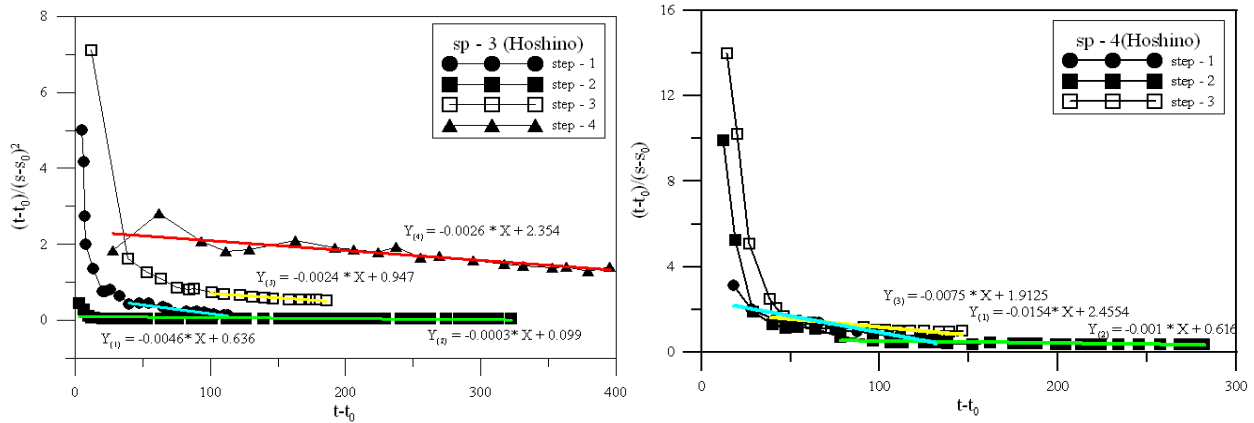 8
6
4
2
0
(t-t₀)/(s-s₀)²
sp - 3 (Hoshino)
step - 1
step - 2
step - 3
step - 4
Y₍₄₎ = -0.0026 * X + 2.354
Y₍₃₎ = -0.0024 * X + 0.947
Y₍₁₎ = -0.0046* X + 0.636
Y₍₂₎ = -0.0003* X + 0.099
0 100 200 300 400
t-t₀
16
12
8
4
0
(t-t₀)/(s-s₀)
sp - 4(Hoshino)
step - 1
step - 2
step - 3
Y₍₃₎ = -0.0075 * X + 1.9125
Y₍₁₎ = -0.0154* X + 2.4554
Y₍₂₎ = -0.001 * X + 0.616
0 100 200 300
t-t₀